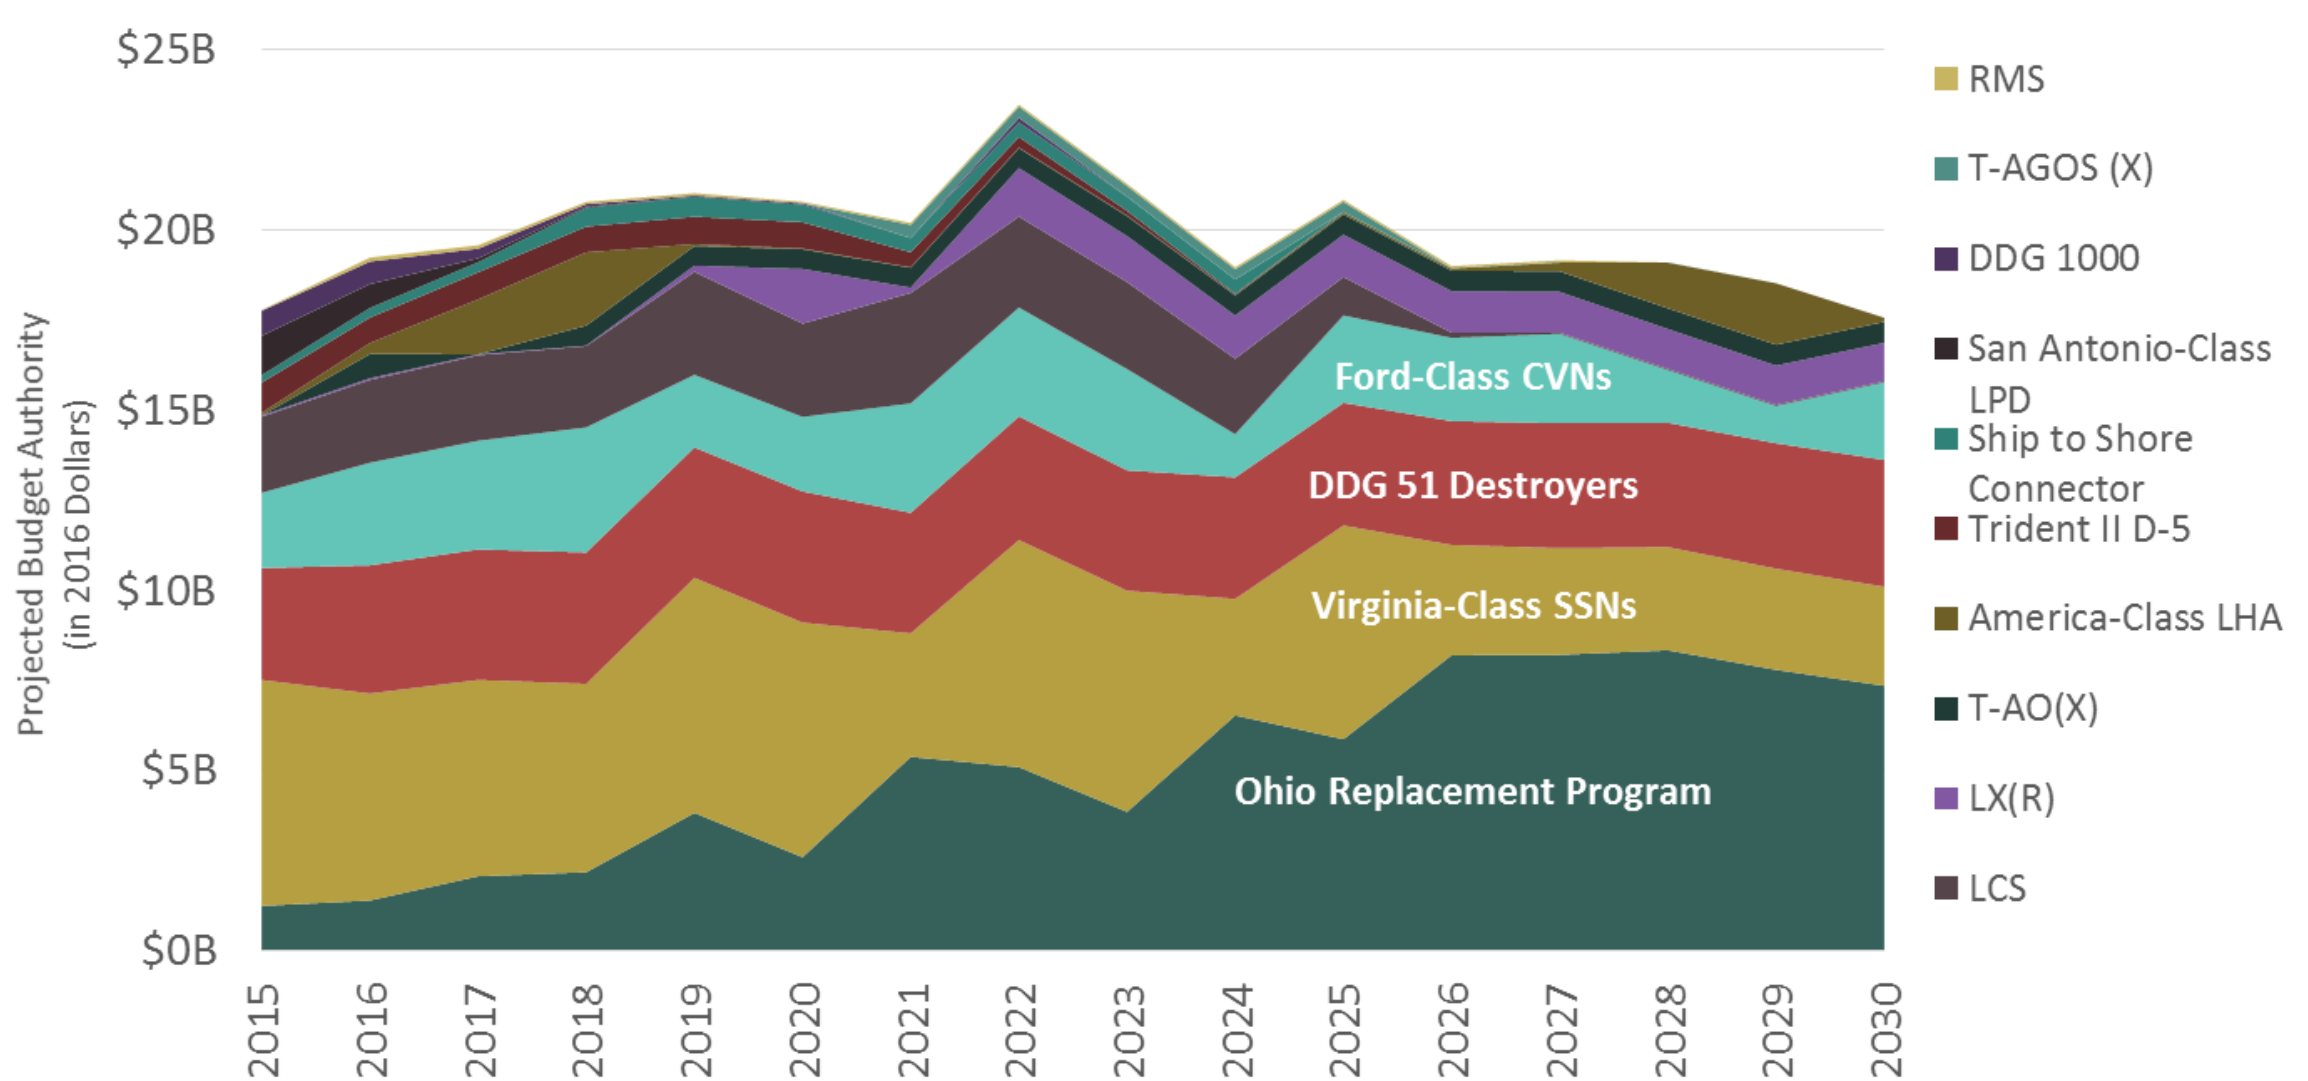 Projected Budget Authority
(in 2016 Dollars)
$25B
$20B
$15B
$10B
$5B
$0B
Ford-Class CVNs
DDG 51 Destroyers
Virginia-Class SSNs
Ohio Replacement Program
2015
2016
2017
2018
2019
2020
2021
2022
2023
2024
2025
2026
2027
2028
2029
2030
RMS
T-AGOS (X)
DDG 1000
San Antonio-Class
LPD
Ship to Shore
Connector
Trident II D-5
America-Class LHA
T-AO(X)
LX(R)
LCS